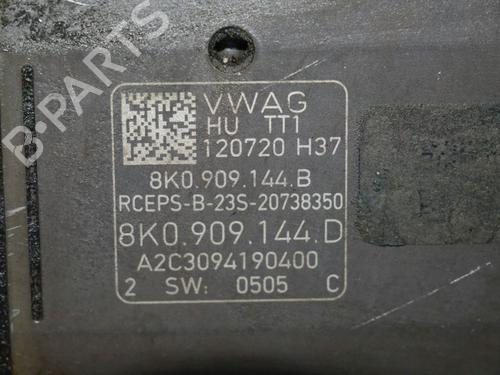 B-PARTS
VWAG
HU TT1
120720 H37
8K0.909.144.B
RCEPS-B-23S-20738350
8K0.909.144.D
A2C3094190400
2 SW: 0505 C